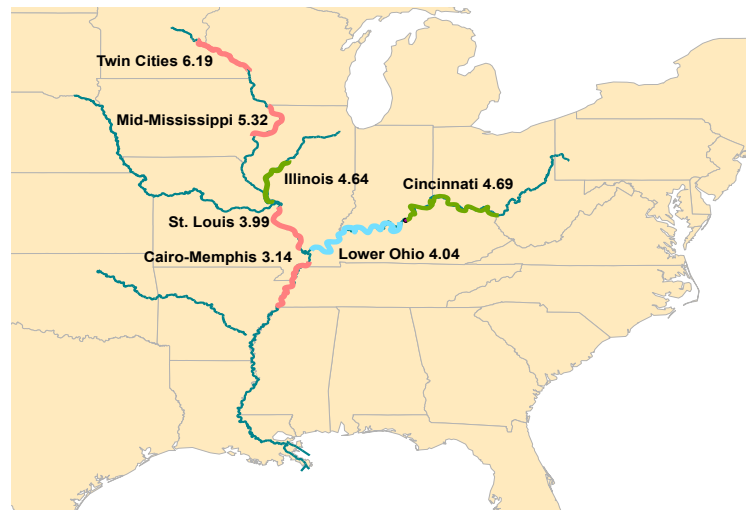 Twin Cities 6.19
Mid-Mississippi 5.32
Illinois 4.64
Cincinnati 4.69
St. Louis 3.99
Cairo-Memphis 3.14
Lower Ohio 4.04